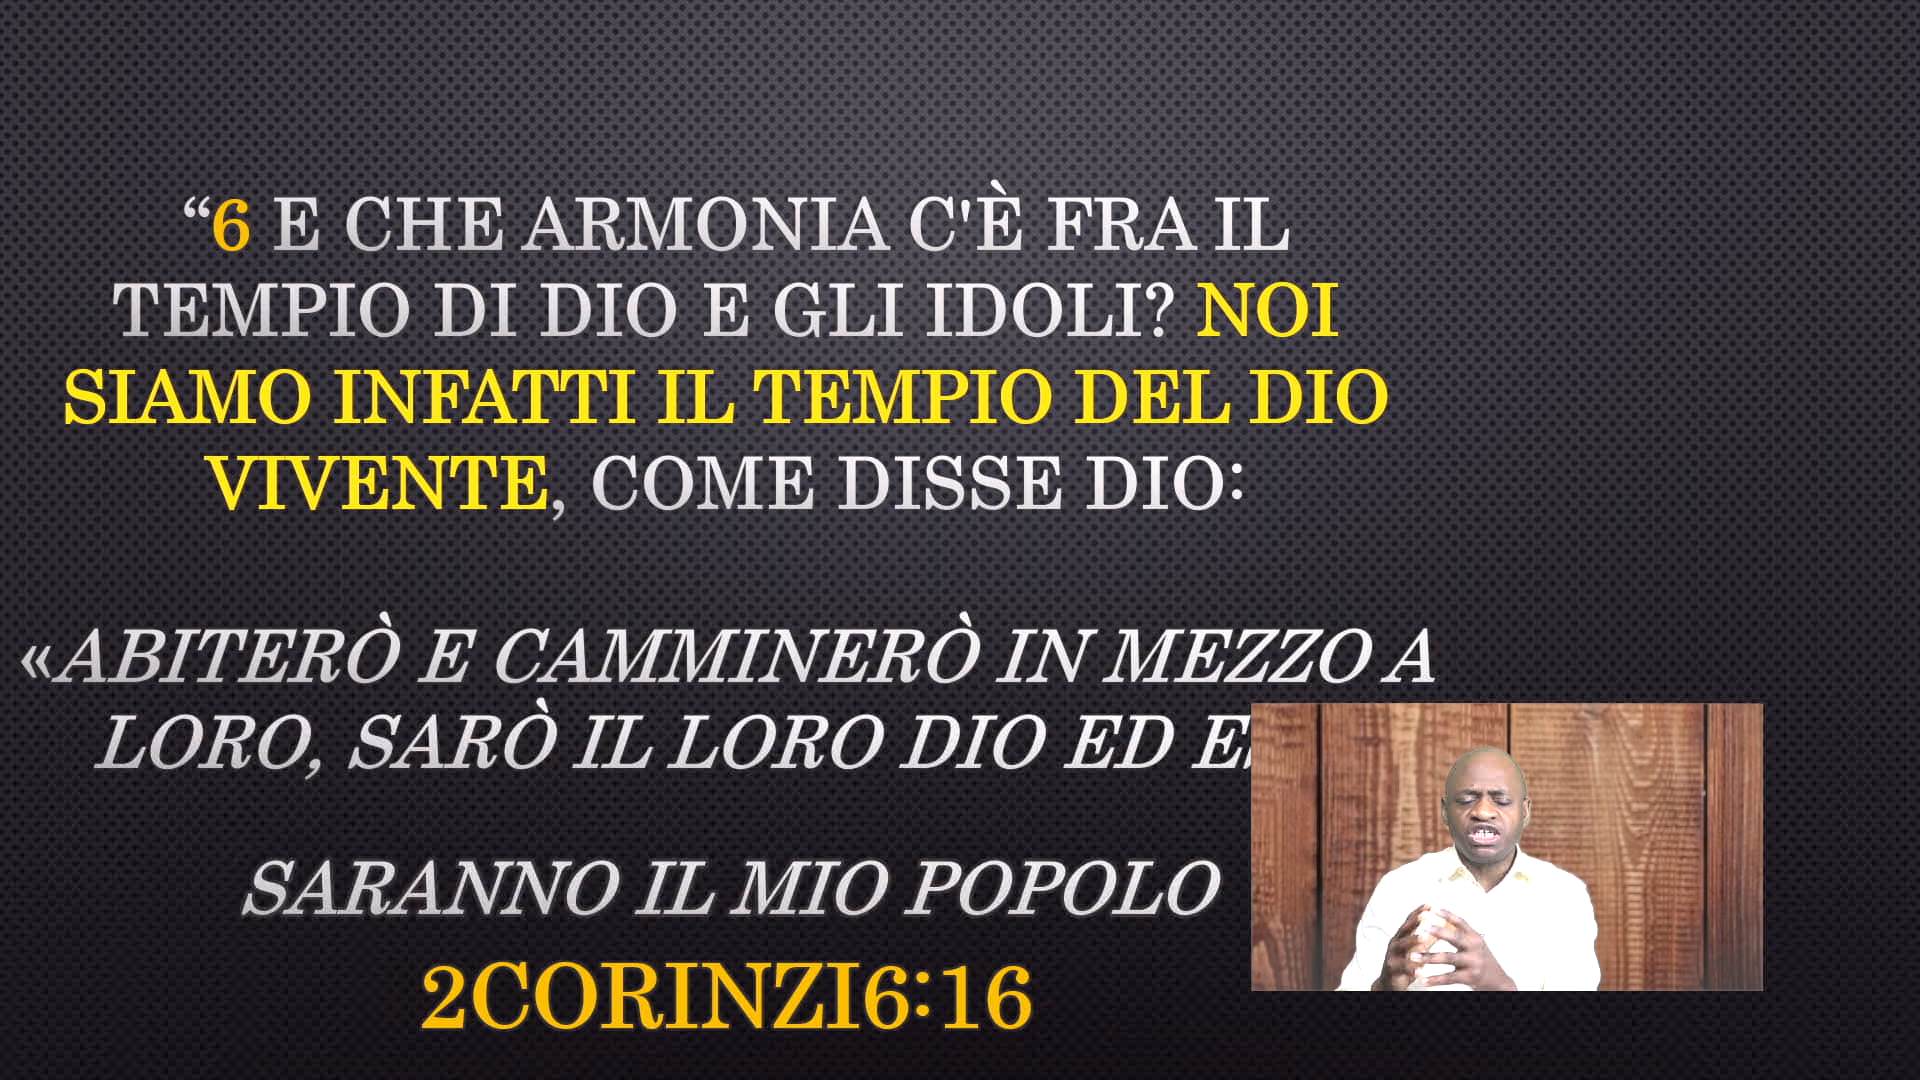 “6 E CHE ARMONIA C'È FRA IL
TEMPIO DI DIO E GLI IDOLI? NOI
SIAMO INFATTI IL TEMPIO DEL DIO
VIVENTE, COME DISSE DIO:
«ABITERÒ E CAMMINERÒ IN MEZZO A
LORO, SARÒ IL LORO DIO ED
SARANNO IL MIO POPOLO
2CORINZI6:16